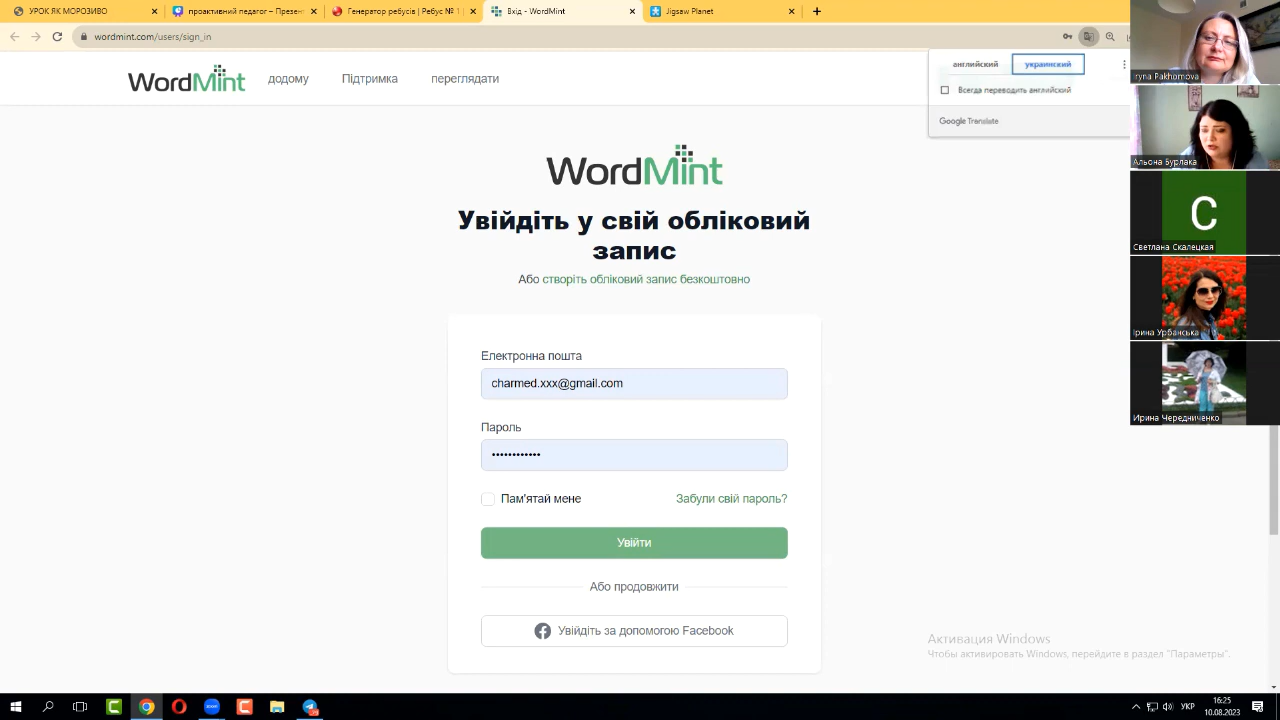 УРОК ЯК МОРОЗИВО
Педагогічний педагог – Презен
Генератор ребусів | Ребус № 1
Вхід - WordMint
Jigsaw Planet
wordmint.com/users/sign_in
WordMint
додому
Підтримка
переглядати
английский
украинский
Всегда переводить английский
Google Translate
WordMint
Увійдіть у свій обліковий
запис
Або створіть обліковий запис безкоштовно
Електронна пошта
charmed.xxx@gmail.com
Пароль
••••••••••••
Пам'ятай мене
Забули свій пароль?
Увійти
Або продовжити
Увійдіть за допомогою Facebook
ryna Pakhomova
Альона Бурлака
С
Светлана Скалецкая
Ірина Урбанська
Ирина Чередниченко
Активация Windows
Чтобы активировать Windows, перейдите в раздел "Параметры".
zoom
УКР
16:25
10.08.2023